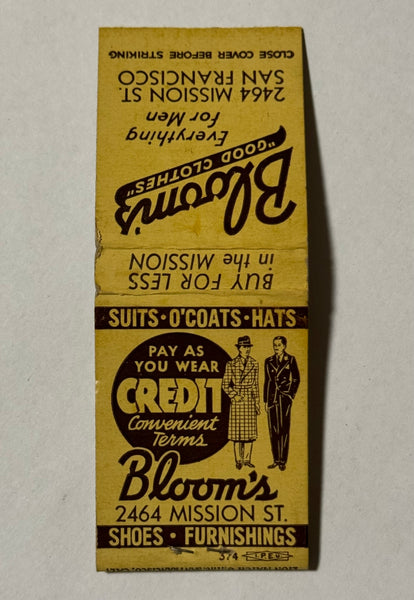 CLOSE COVER BEFORE STRIKING
2464 MISSION ST.
SAN FRANCISCO
Everything
for Men
Bloom's
"GOOD CLOTHES"
BUY FOR LESS
in the MISSION
SUITS · O'COATS · HATS
PAY AS
YOU WEAR
CREDIT
Convenient
Terms
Bloom's
2464 MISSION ST.
SHOES · FURNISHINGS
374 I.P.E.U.